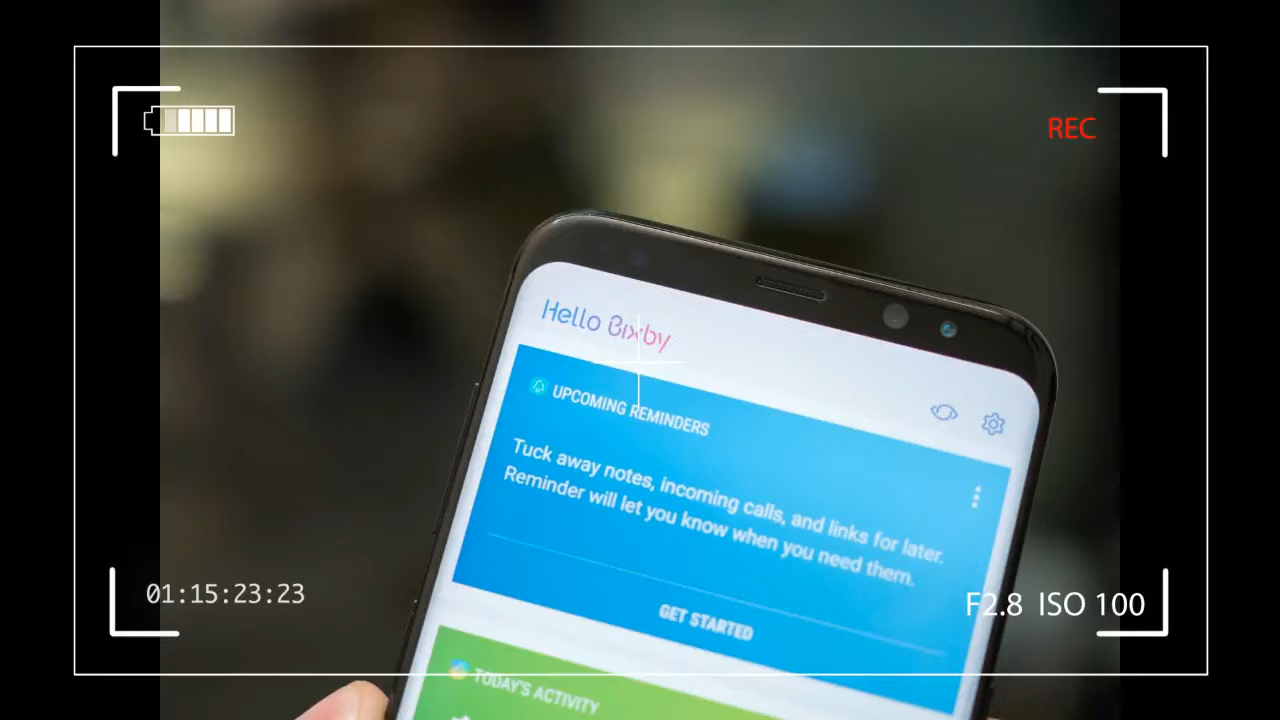 REC
Hello Bixby
UPCOMING REMINDERS
Tuck away notes, incoming calls, and links for later.
Reminder will let you know when you need them.
GET STARTED
TODAY'S ACTIVITY
01:15:23:23
F2.8 ISO 100